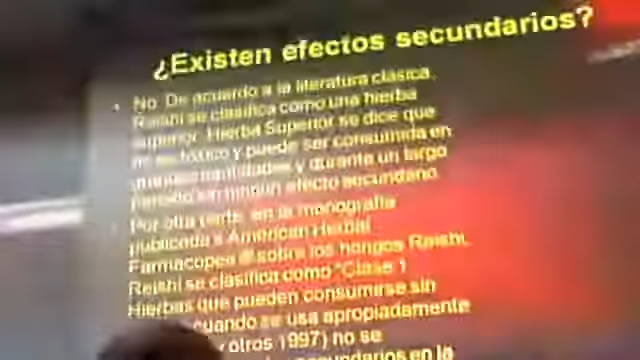 ¿Existen efectos secundarios?
• No. De acuerdo a la literatura clásica,
Reishi se clasifica como una hierba
superior. Hierba Superior se dice que
no es tóxico y puede ser consumida en
grandes cantidades y durante un largo
periodo sin ningún efecto secundario.
Por otra parte, en la monografia
publicada's American Herbal
Farmacopea ® sobre los hongos Reishi,
Reishi se clasifica como "Clase 1
Hierbas que pueden consumirse sin
cuando se usa apropiadamente
y otros 1997) no se
secundarios en la